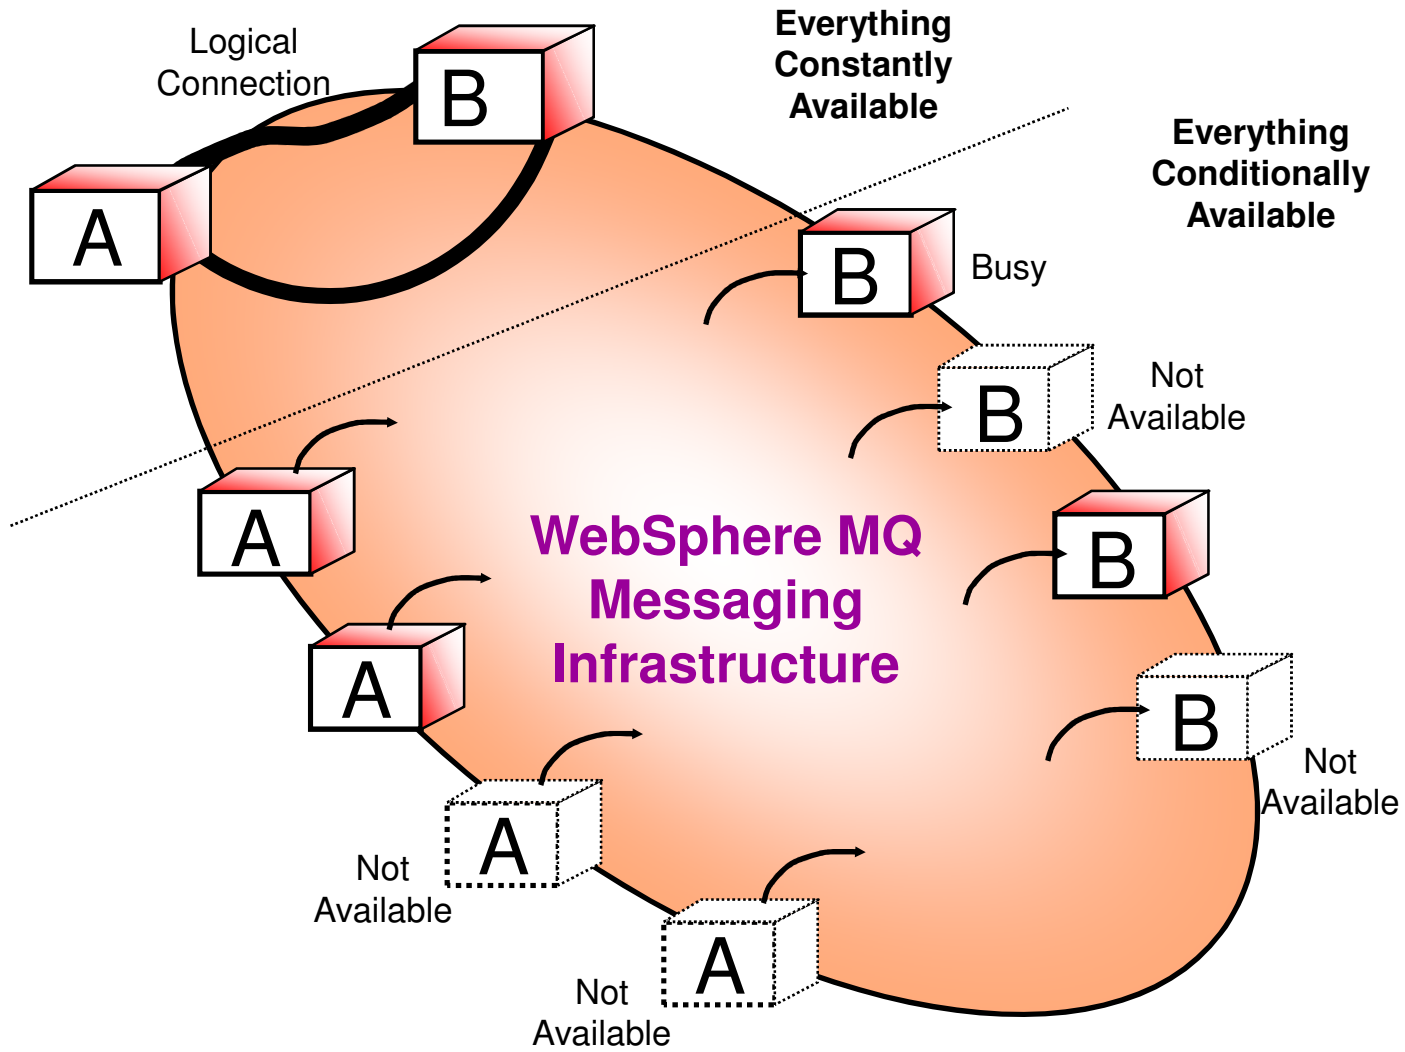 Logical
Connection
B
A
Everything
Constantly
Available
Everything
Conditionally
Available
B
Busy
B
Not
Available
A
WebSphere MQ
Messaging
Infrastructure
B
A
B
Not
Available
A
Not
Available
A
Not
Available